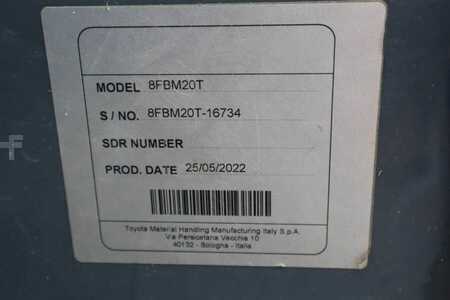 MODEL 8FBM20T
S / NO. 8FBM20T-16734
SDR NUMBER
PROD. DATE 25/05/2022
Toyota Material Handling Manufacturing Italy S.p.A.
Via Persicetana Vecchia 10
40132 - Bologna - Italia